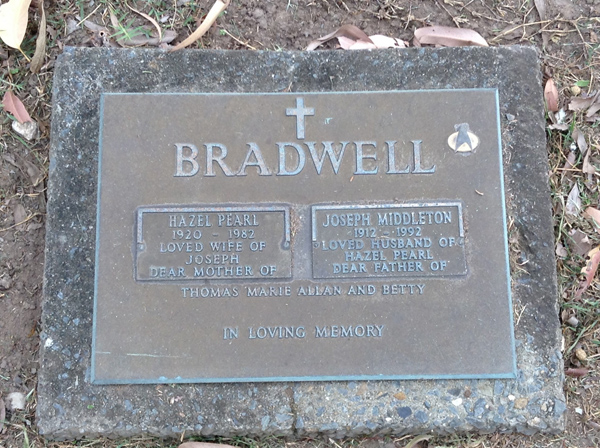 BRADWELL
HAZEL PEARL
1920 - 1982
LOVED WIFE OF
JOSEPH
DEAR MOTHER OF
JOSEPH MIDDLETON
1912 - 1992
LOVED HUSBAND OF
HAZEL PEARL
DEAR FATHER OF
THOMAS MARIE ALLAN AND BETTY
IN LOVING MEMORY